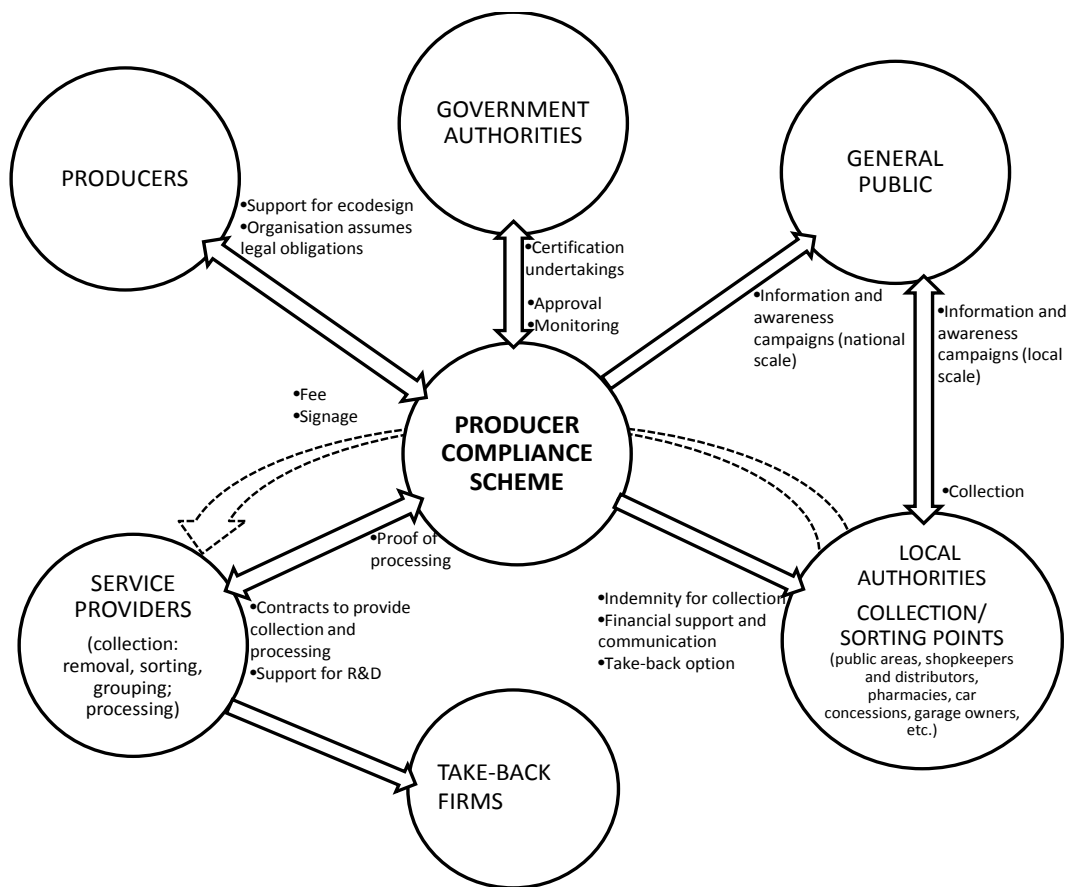 GOVERNMENT
AUTHORITIES
PRODUCERS
GENERAL
PUBLIC
•Support for ecodesign
•Organisation assumes
legal obligations
•Certification
undertakings
•Approval
•Monitoring
•Information and
awareness
campaigns (national
scale)
•Information and
awareness
campaigns (local
scale)
•Fee
•Signage
PRODUCER
COMPLIANCE
SCHEME
•Collection
•Proof of
processing
SERVICE
PROVIDERS
(collection:
removal, sorting,
grouping;
processing)
•Contracts to provide
collection and
processing
•Support for R&D
•Indemnity for collection
•Financial support and
communication
•Take-back option
LOCAL
AUTHORITIES
COLLECTION/
SORTING POINTS
(public areas, shopkeepers
and distributors,
pharmacies, car
concessions, garage owners,
etc.)
TAKE-BACK
FIRMS